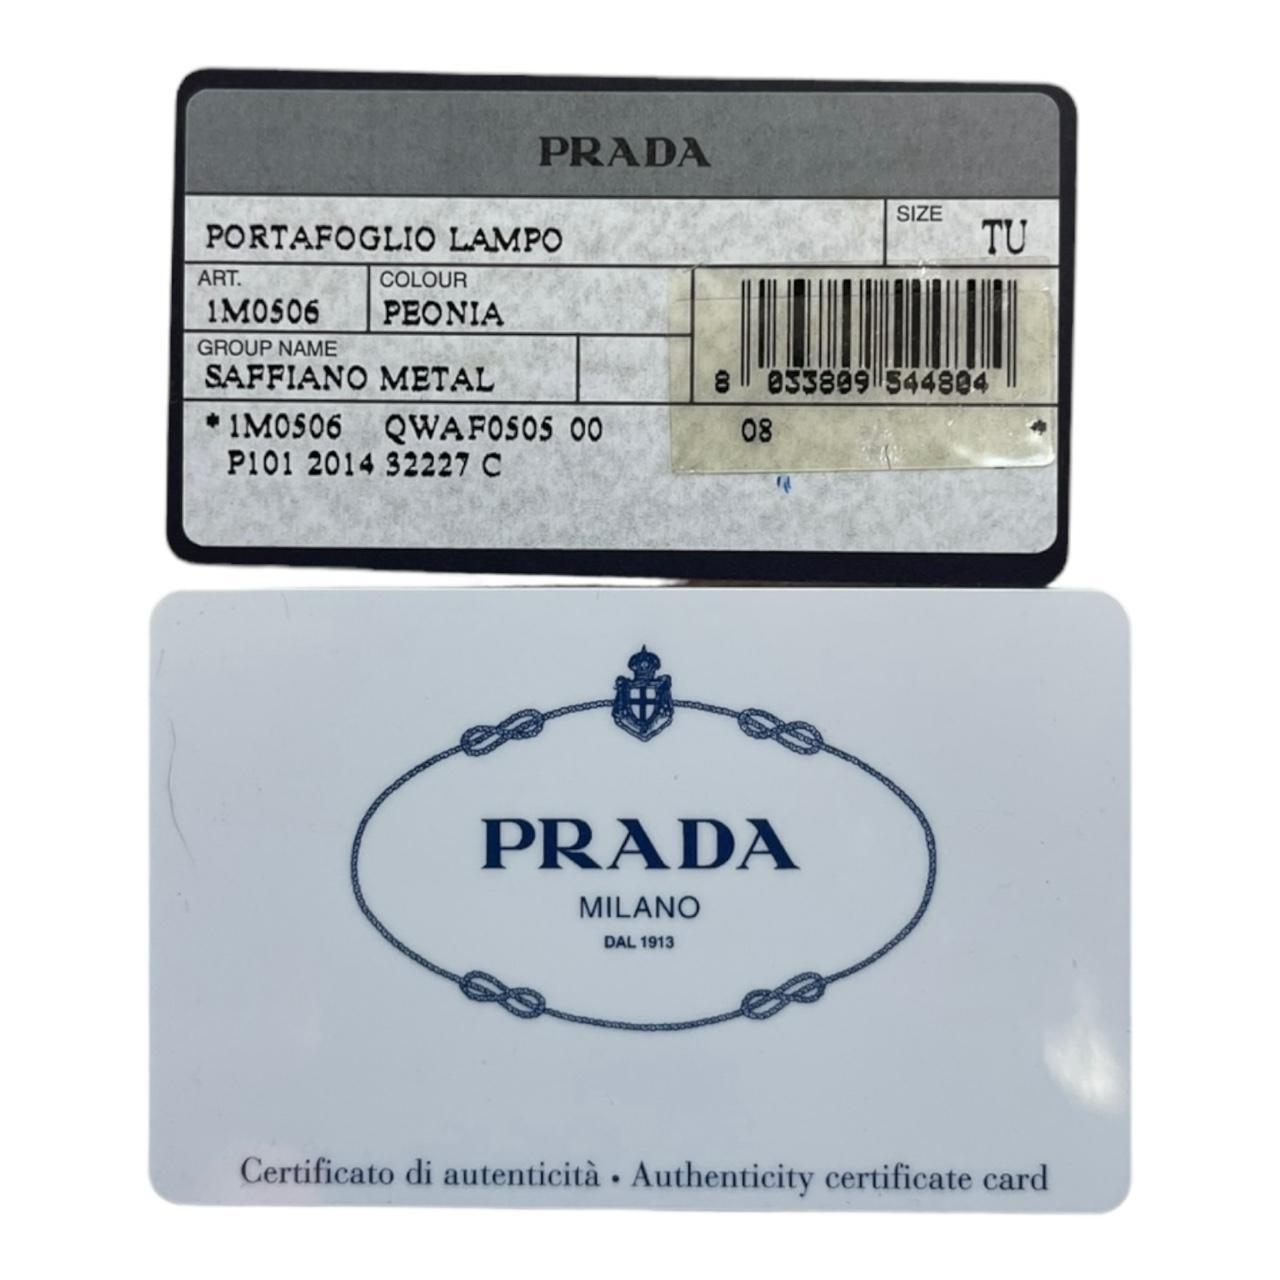 PRADA
PORTAFOGLIO LAMPO
SIZE TU
ART. COLOUR
1M0506 PEONIA
GROUP NAME
SAFFIANO METAL
8 033809 544804
* 1M0506 QWAF0505 00 08 *
P101 2014 32227 C
PRADA
MILANO
DAL 1913
Certificato di autenticità • Authenticity certificate card